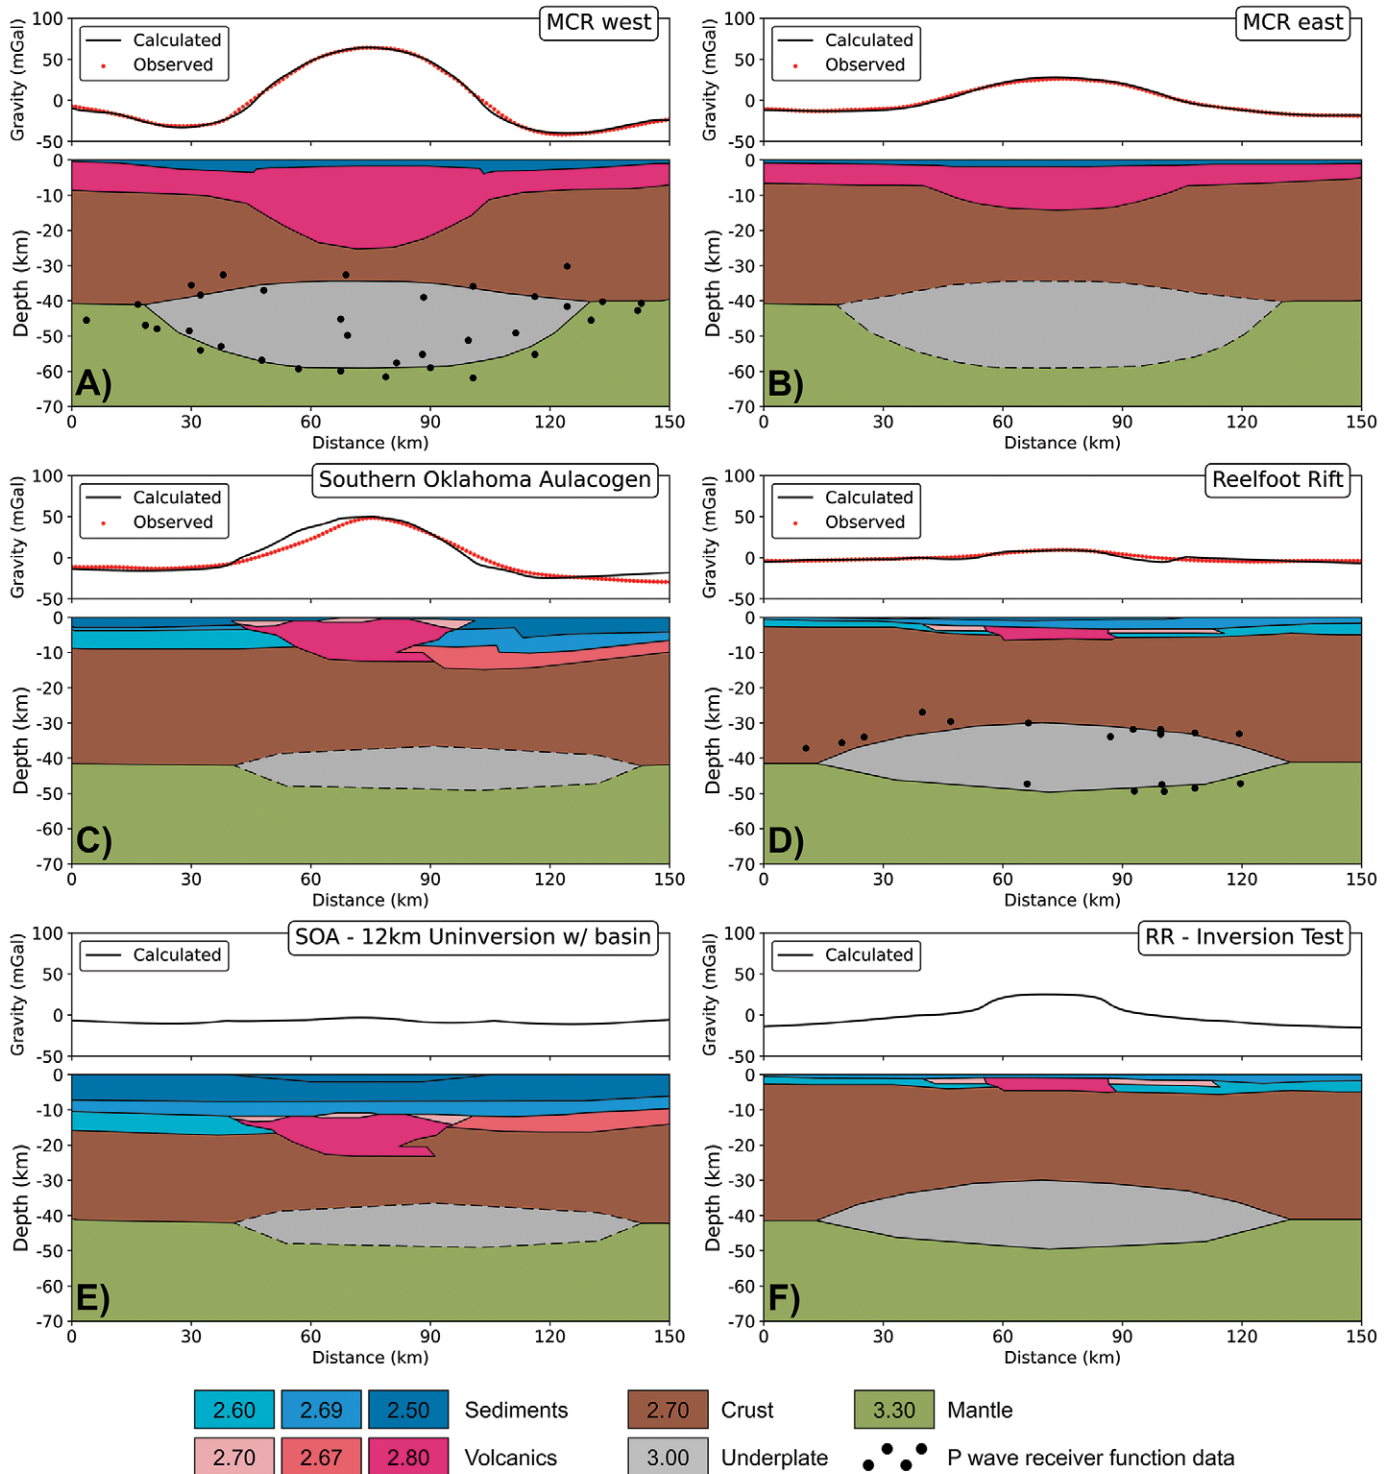 MCR west
100
50
0
-50
Gravity (mGal)
Calculated
Observed
0
-10
-20
-30
-40
-50
-60
-70
Depth (km)
A)
0 30 60 90 120 150
Distance (km)
MCR east
100
50
0
-50
Gravity (mGal)
Calculated
Observed
0
-10
-20
-30
-40
-50
-60
-70
Depth (km)
B)
0 30 60 90 120 150
Distance (km)
Southern Oklahoma Aulacogen
100
50
0
-50
Gravity (mGal)
Calculated
Observed
0
-10
-20
-30
-40
-50
-60
-70
Depth (km)
C)
0 30 60 90 120 150
Distance (km)
Reelfoot Rift
100
50
0
-50
Gravity (mGal)
Calculated
Observed
0
-10
-20
-30
-40
-50
-60
-70
Depth (km)
D)
0 30 60 90 120 150
Distance (km)
SOA - 12km Uninversion w/ basin
100
50
0
-50
Gravity (mGal)
Calculated
0
-10
-20
-30
-40
-50
-60
-70
Depth (km)
E)
0 30 60 90 120 150
Distance (km)
RR - Inversion Test
100
50
0
-50
Gravity (mGal)
Calculated
0
-10
-20
-30
-40
-50
-60
-70
Depth (km)
F)
0 30 60 90 120 150
Distance (km)
2.60 2.69 2.50 Sediments 2.70 Crust 3.30 Mantle
2.70 2.67 2.80 Volcanics 3.00 Underplate P wave receiver function data